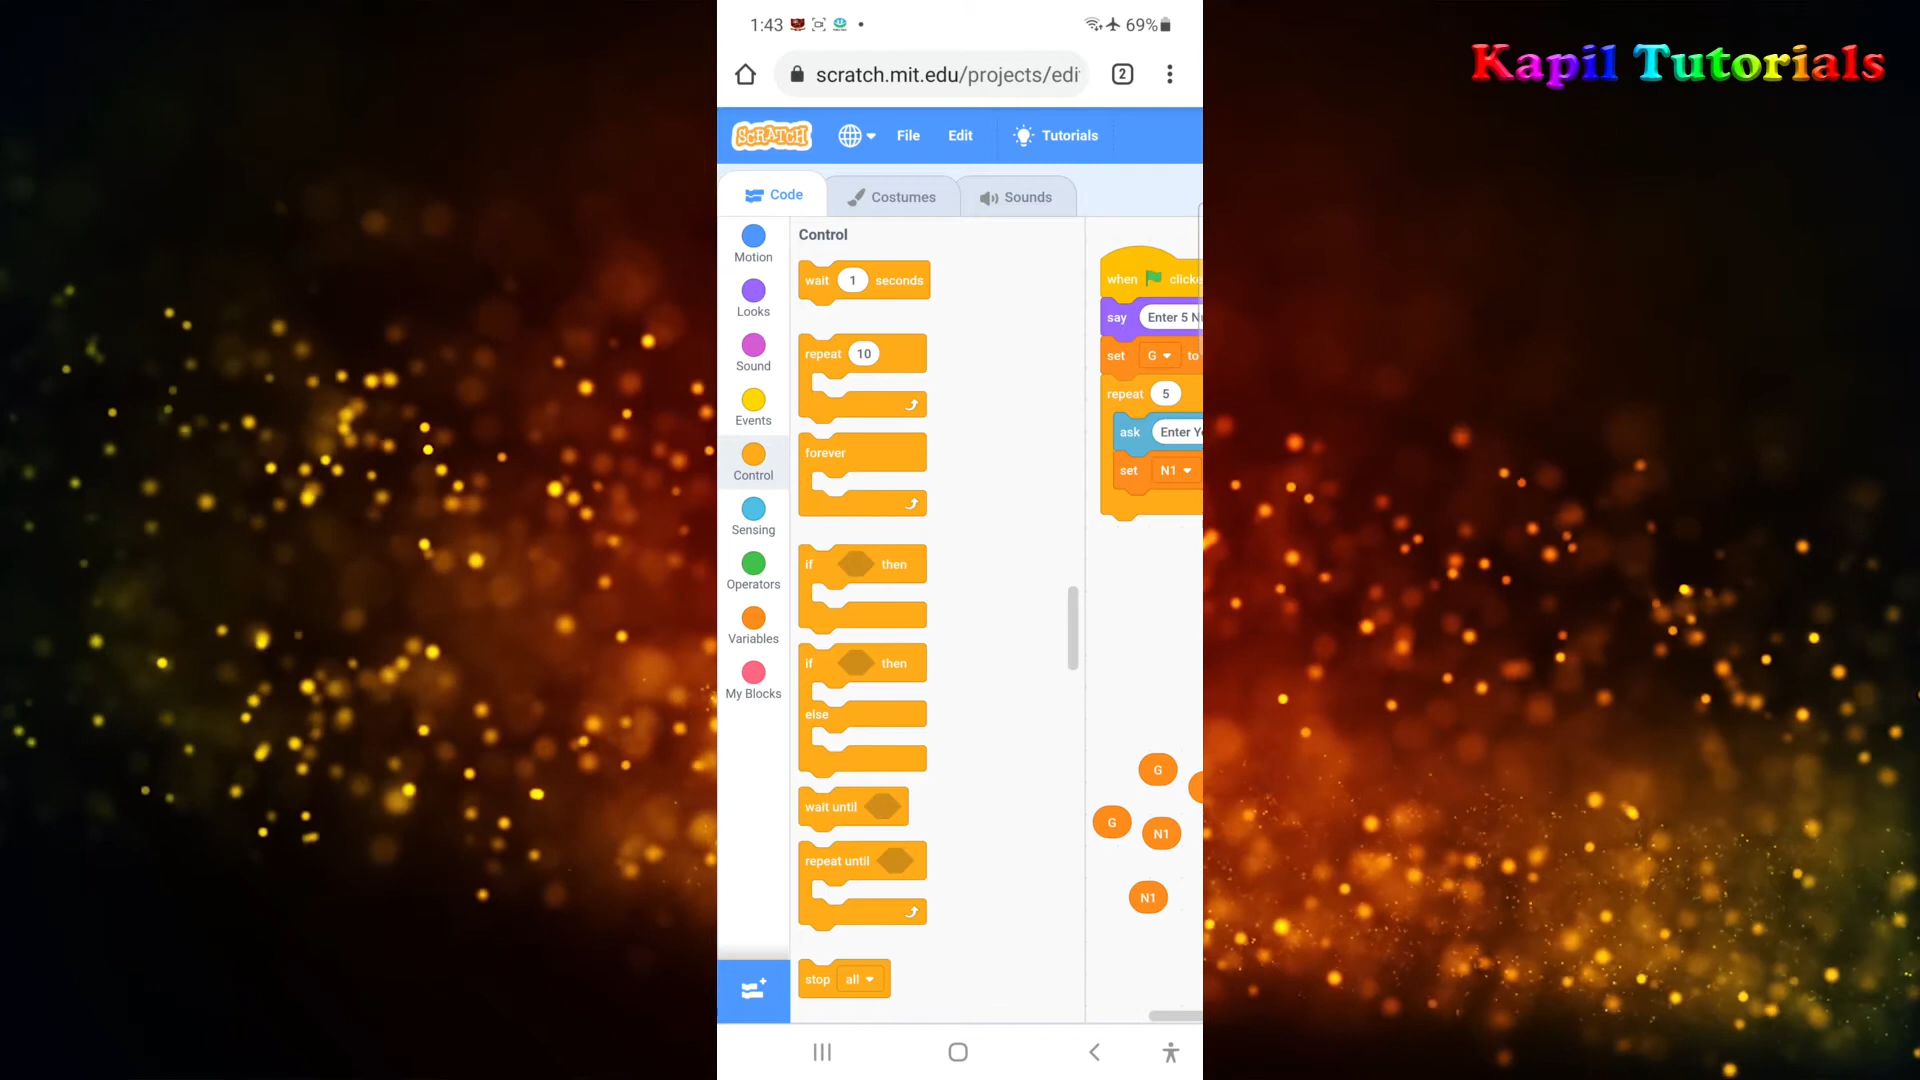 1:43
69%
Kapil Tutorials
scratch.mit.edu/projects/edi
2
SCRATCH
File
Edit
Tutorials
Code
Costumes
Sounds
Motion
Looks
Sound
Events
Control
Sensing
Operators
Variables
My Blocks
Control
wait 1 seconds
repeat 10
forever
if then
if then
else
wait until
repeat until
stop all
when clicke
say Enter 5 N
set G to
repeat 5
ask Enter Y
set N1
G
G
N1
N1